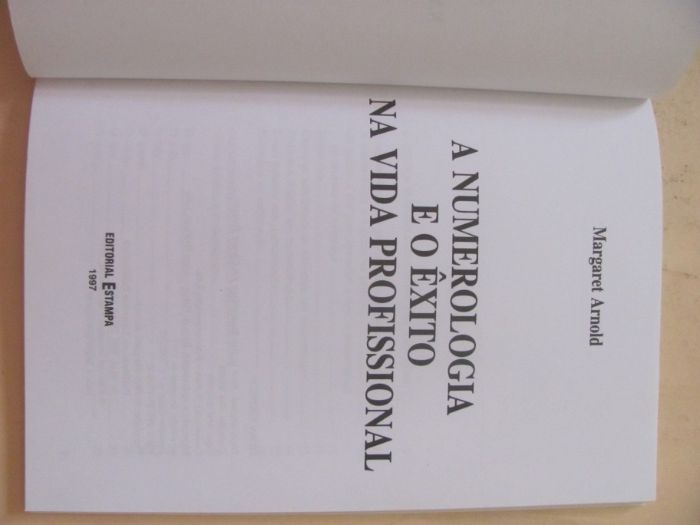 Margaret Arnold
A NUMEROLOGIA
E O ÊXITO
NA VIDA PROFISSIONAL
EDITORIAL ESTAMPA
1997